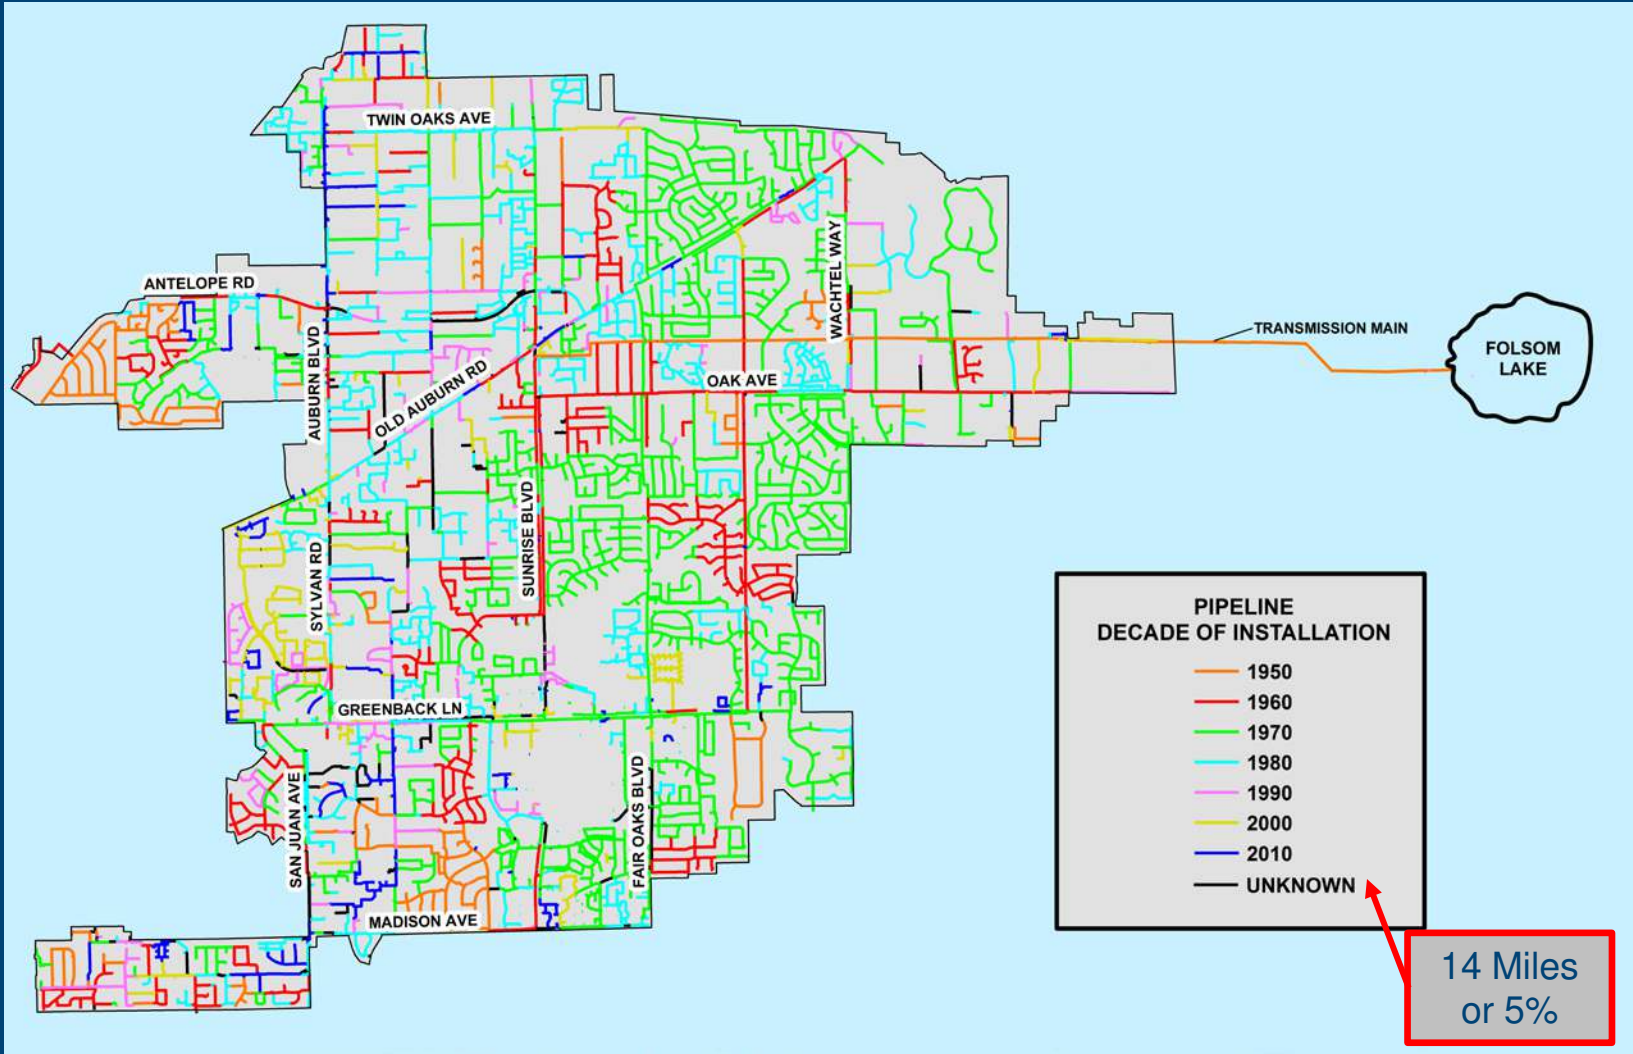 TWIN OAKS AVE
ANTELOPE RD
WACHTEL WAY
AUBURN BLVD
OLD AUBURN RD
OAK AVE
TRANSMISSION MAIN
FOLSOM
LAKE
SUNRISE BLVD
SYLVAN RD
GREENBACK LN
SAN JUAN AVE
FAIR OAKS BLVD
MADISON AVE
PIPELINE
DECADE OF INSTALLATION
1950
1960
1970
1980
1990
2000
2010
UNKNOWN
14 Miles
or 5%